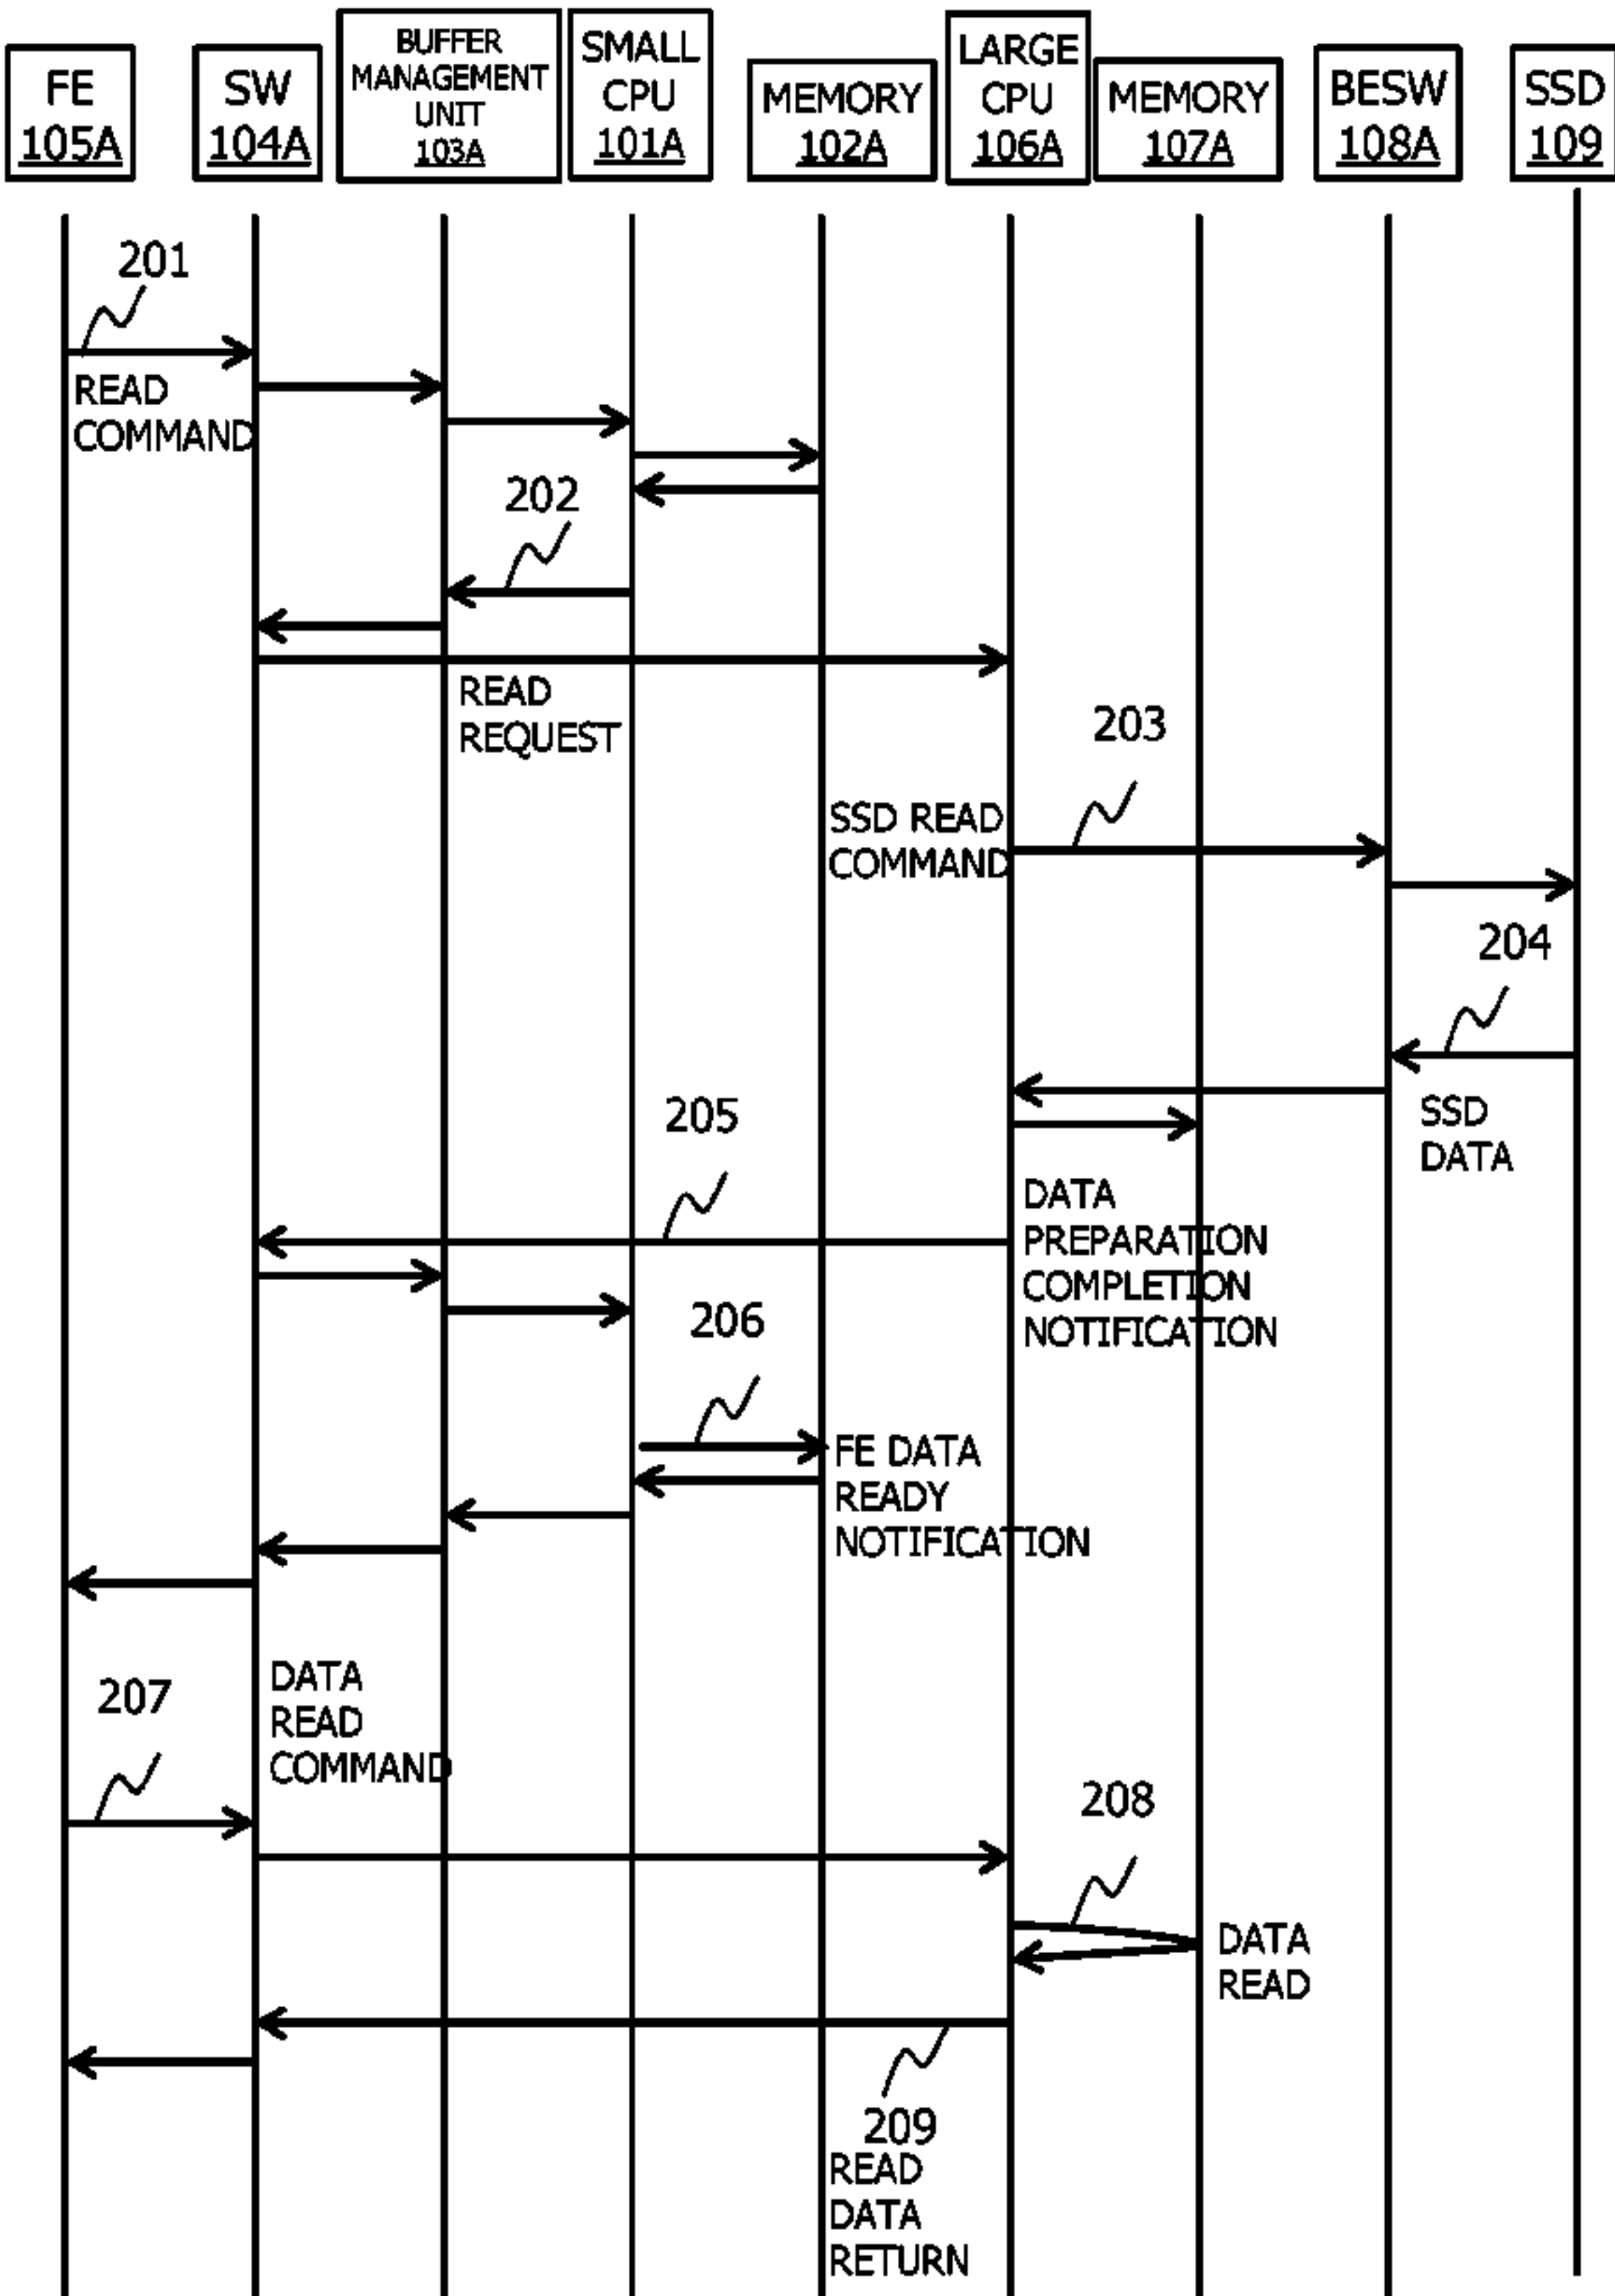 FE
105A
SW
104A
BUFFER
MANAGEMENT
UNIT
103A
SMALL
CPU
101A
MEMORY
102A
LARGE
CPU
106A
MEMORY
107A
BESW
108A
SSD
109
201
READ
COMMAND
202
READ
REQUEST
203
SSD READ
COMMAND
204
SSD
DATA
205
DATA
PREPARATION
COMPLETION
NOTIFICATION
206
FE DATA
READY
NOTIFICATION
207
DATA
READ
COMMAND
208
DATA
READ
209
READ
DATA
RETURN